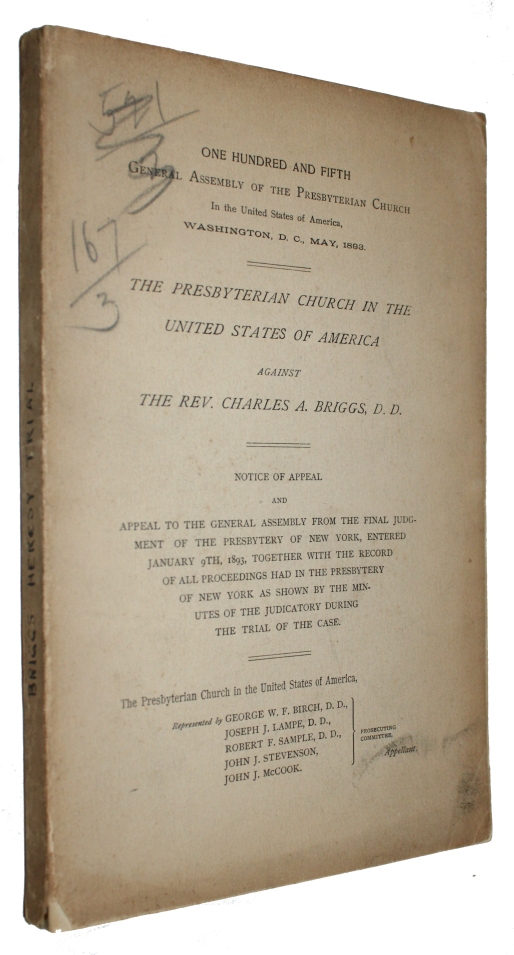 541
3
167
3
ONE HUNDRED AND FIFTH
GENERAL ASSEMBLY OF THE PRESBYTERIAN CHURCH
In the United States of America,
WASHINGTON, D. C., MAY, 1893.
THE PRESBYTERIAN CHURCH IN THE
UNITED STATES OF AMERICA
AGAINST
THE REV. CHARLES A. BRIGGS, D. D.
NOTICE OF APPEAL
AND
APPEAL TO THE GENERAL ASSEMBLY FROM THE FINAL JUDG-
MENT OF THE PRESBYTERY OF NEW YORK, ENTERED
JANUARY 9TH, 1893, TOGETHER WITH THE RECORD
OF ALL PROCEEDINGS HAD IN THE PRESBYTERY
OF NEW YORK AS SHOWN BY THE MIN-
UTES OF THE JUDICATORY DURING
THE TRIAL OF THE CASE.
The Presbyterian Church in the United States of America,
Represented by GEORGE W. F. BIRCH, D. D.,
JOSEPH J. LAMPE, D. D.,
ROBERT F. SAMPLE, D. D.,
JOHN J. STEVENSON,
JOHN J. McCOOK.
PROSECUTING
COMMITTEE.
Appellant.
BRIGGS HERESY TRIAL